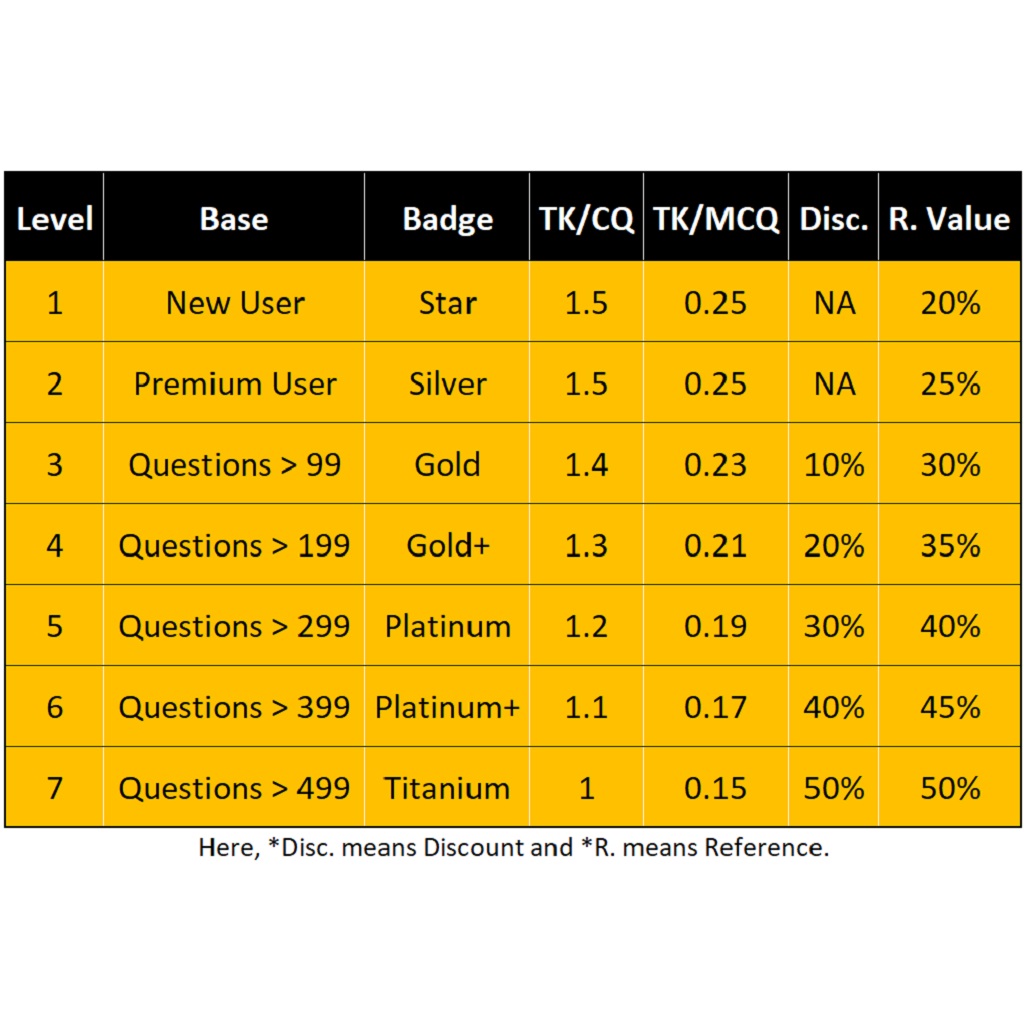 Level Base Badge TK/CQ TK/MCQ Disc. R. Value
1 New User Star 1.5 0.25 NA 20%
2 Premium User Silver 1.5 0.25 NA 25%
3 Questions > 99 Gold 1.4 0.23 10% 30%
4 Questions > 199 Gold+ 1.3 0.21 20% 35%
5 Questions > 299 Platinum 1.2 0.19 30% 40%
6 Questions > 399 Platinum+ 1.1 0.17 40% 45%
7 Questions > 499 Titanium 1 0.15 50% 50%
Here, *Disc. means Discount and *R. means Reference.